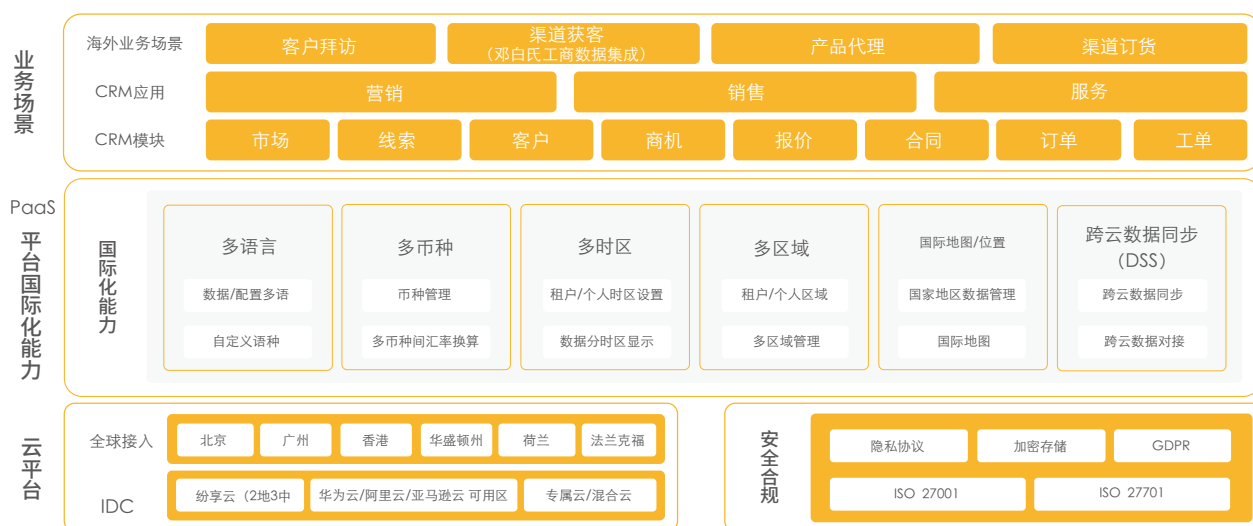 业务场景
海外业务场景
客户拜访
渠道获客
（邓白氏工商数据集成）
产品代理
渠道订货
CRM应用
营销
销售
服务
CRM模块
市场
线索
客户
商机
报价
合同
订单
工单
PaaS
平台国际化能力
国际化能力
多语言
数据/配置多语
自定义语种
多币种
币种管理
多币种间汇率换算
多时区
租户/个人时区设置
数据分时区显示
多区域
租户/个人区域
多区域管理
国际地图/位置
国家地区数据管理
国际地图
跨云数据同步
（DSS）
跨云数据同步
跨云数据对接
云平台
全球接入
北京
广州
香港
华盛顿州
荷兰
法兰克福
IDC
纷享云（2地3中
华为云/阿里云/亚马逊云 可用区
专属云/混合云
安全合规
隐私协议
加密存储
GDPR
ISO 27001
ISO 27701